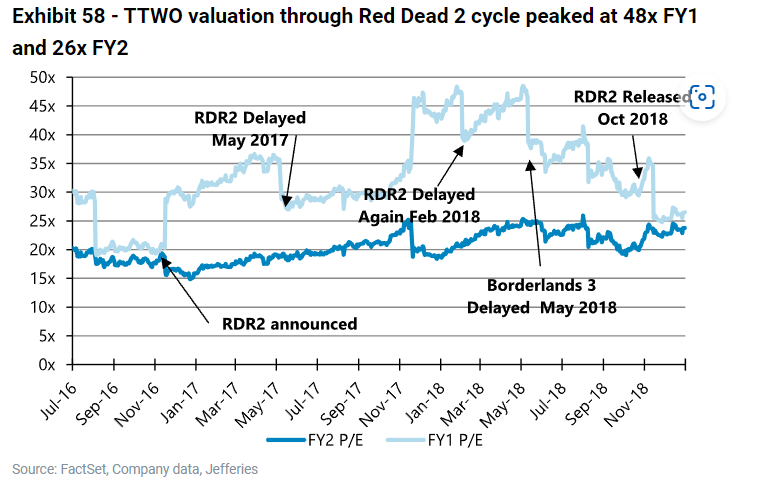 Exhibit 58 - TTWO valuation through Red Dead 2 cycle peaked at 48x FY1
and 26x FY2
50x
45x
40x
35x
30x
25x
20x
15x
10x
5x
0x
RDR2 Delayed
May 2017
RDR2 Released
Oct 2018
RDR2 Delayed
Again Feb 2018
Borderlands 3
Delayed May 2018
RDR2 announced
Jul-16
Sep-16
Nov-16
Jan-17
Mar-17
May-17
Jul-17
Sep-17
Nov-17
Jan-18
Mar-18
May-18
Jul-18
Sep-18
Nov-18
FY2 P/E
FY1 P/E
Source: FactSet, Company data, Jefferies